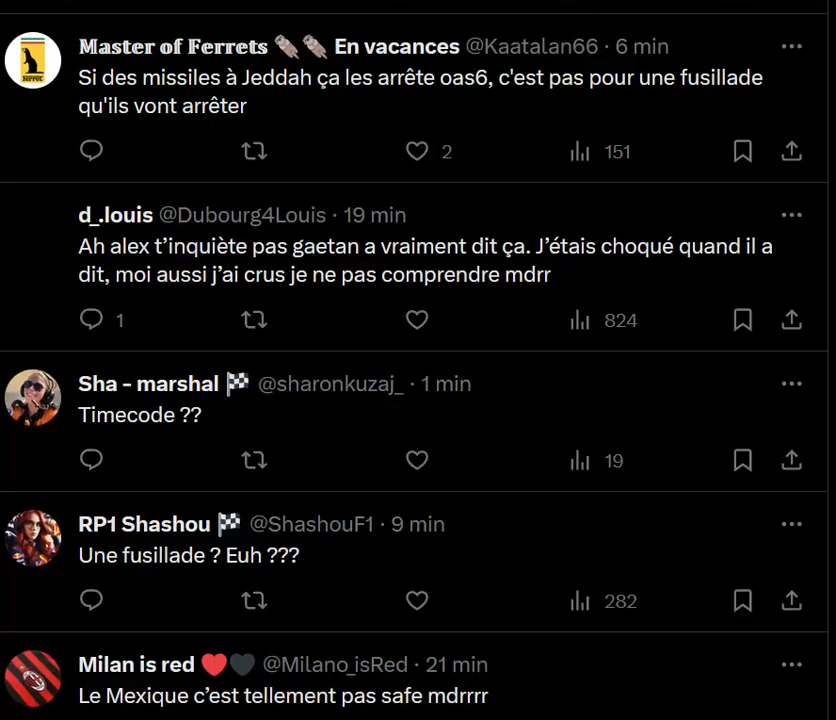 Master of Ferrets En vacances @Kaatalan66 · 6 min
Si des missiles à Jeddah ça les arrête oas6, c'est pas pour une fusillade
qu'ils vont arrêter
2 151
d_.louis @Dubourg4Louis · 19 min
Ah alex t’inquiète pas gaetan a vraiment dit ça. J’étais choqué quand il a
dit, moi aussi j’ai crus je ne pas comprendre mdrr
1 824
Sha - marshal @sharonkuzaj_ · 1 min
Timecode ??
19
RP1 Shashou @ShashouF1 · 9 min
Une fusillade ? Euh ???
282
Milan is red @Milano_isRed · 21 min
Le Mexique c’est tellement pas safe mdrrrr